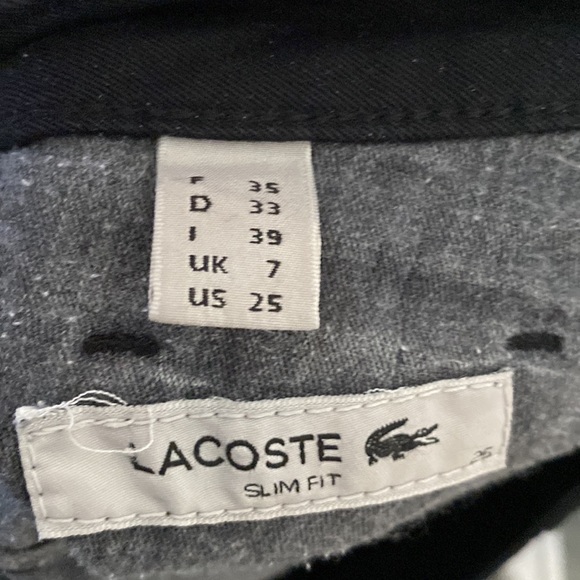 F 35
D 33
I 39
UK 7
US 25
LACOSTE
SLIM FIT